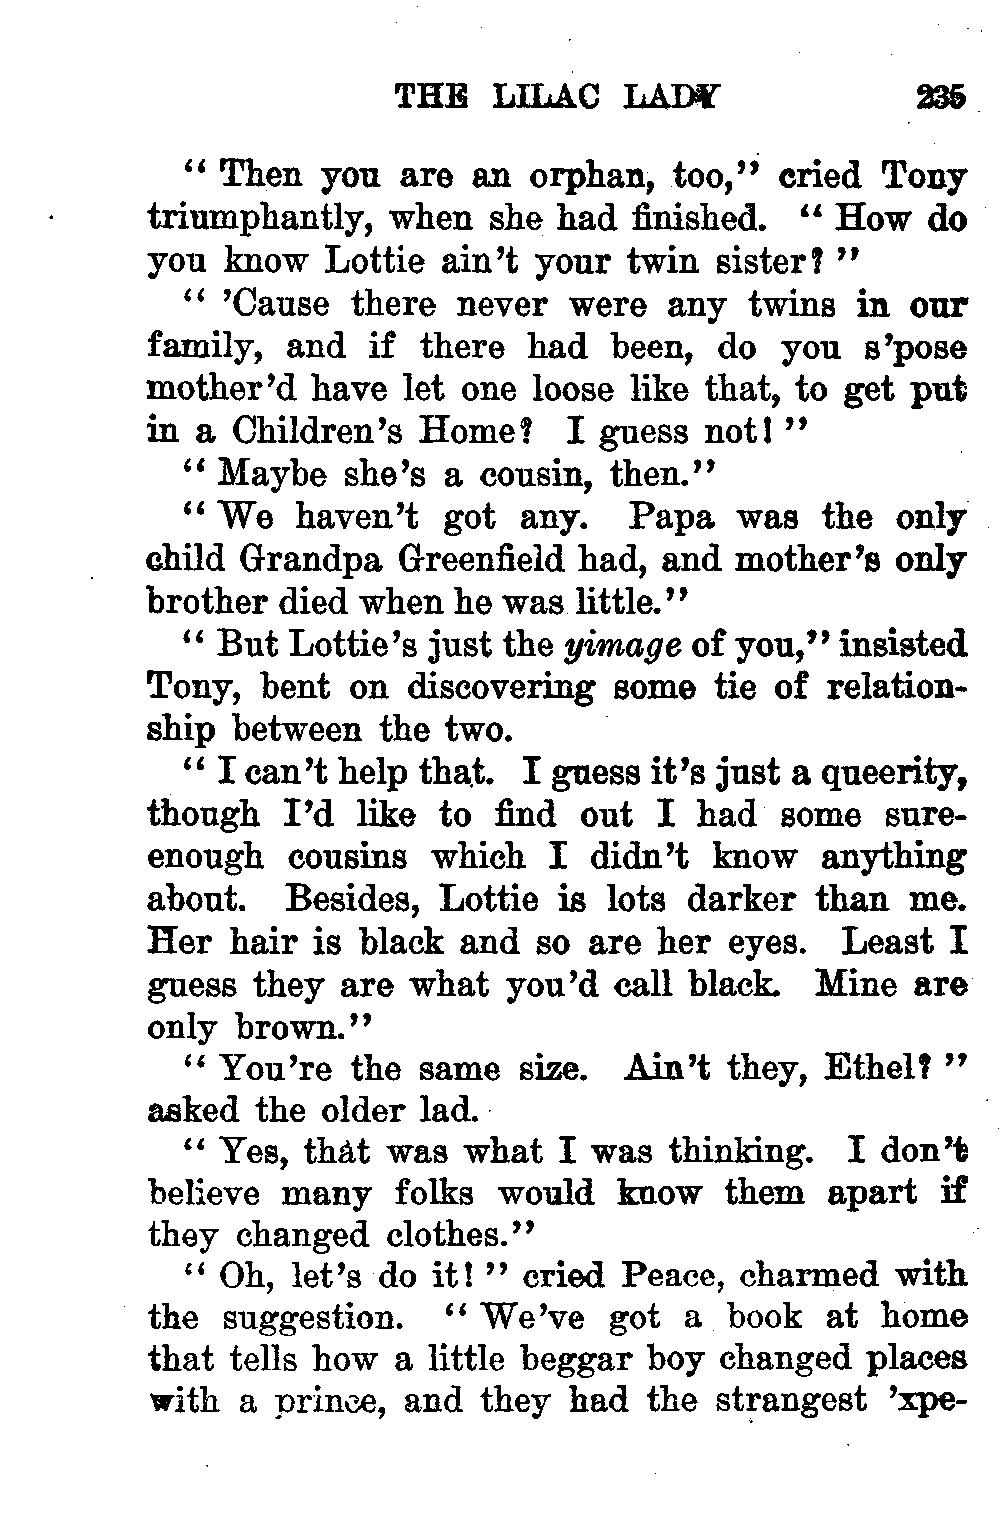 THE LILAC LADY 235
“ Then you are an orphan, too,” cried Tony
triumphantly, when she had finished. “ How do
you know Lottie ain’t your twin sister? ”
“ ’Cause there never were any twins in our
family, and if there had been, do you s’pose
mother’d have let one loose like that, to get put
in a Children’s Home? I guess not! ”
“ Maybe she’s a cousin, then.”
“ We haven’t got any. Papa was the only
child Grandpa Greenfield had, and mother’s only
brother died when he was little.”
“ But Lottie’s just the yimage of you,” insisted
Tony, bent on discovering some tie of relation-
ship between the two.
“ I can’t help that. I guess it’s just a queerity,
though I’d like to find out I had some sure-
enough cousins which I didn’t know anything
about. Besides, Lottie is lots darker than me.
Her hair is black and so are her eyes. Least I
guess they are what you’d call black. Mine are
only brown.”
“ You’re the same size. Ain’t they, Ethel? ”
asked the older lad.
“ Yes, that was what I was thinking. I don’t
believe many folks would know them apart if
they changed clothes.”
“ Oh, let’s do it! ” cried Peace, charmed with
the suggestion. “ We’ve got a book at home
that tells how a little beggar boy changed places
with a prince, and they had the strangest ’xpe-